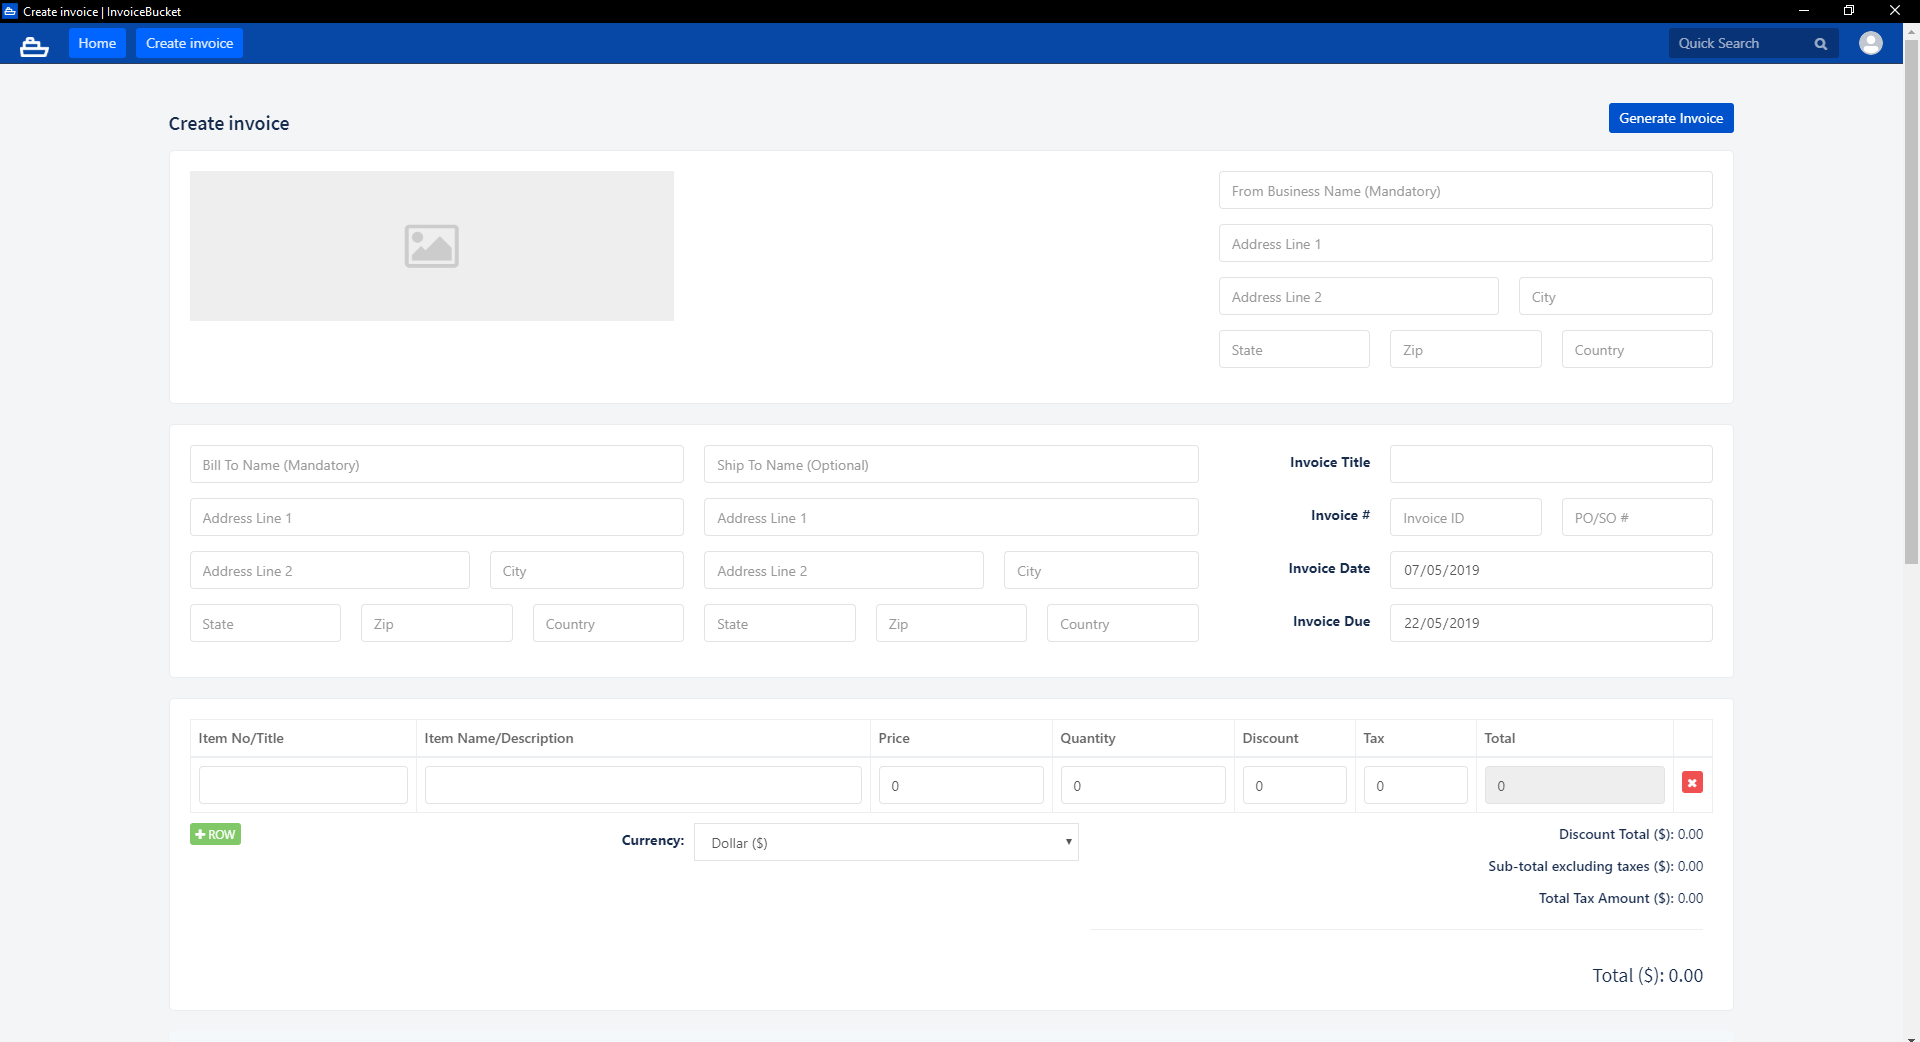 Create invoice | InvoiceBucket
Home Create invoice Quick Search
Create invoice Generate Invoice
From Business Name (Mandatory)
Address Line 1
Address Line 2 City
State Zip Country
Bill To Name (Mandatory) Ship To Name (Optional) Invoice Title
Address Line 1 Address Line 1 Invoice # Invoice ID PO/SO #
Address Line 2 City Address Line 2 City Invoice Date 07/05/2019
State Zip Country State Zip Country Invoice Due 22/05/2019
Item No/Title Item Name/Description Price Quantity Discount Tax Total
0 0 0 0 0
ROW Currency: Dollar ($) Discount Total ($): 0.00
Sub-total excluding taxes ($): 0.00
Total Tax Amount ($): 0.00
Total ($): 0.00